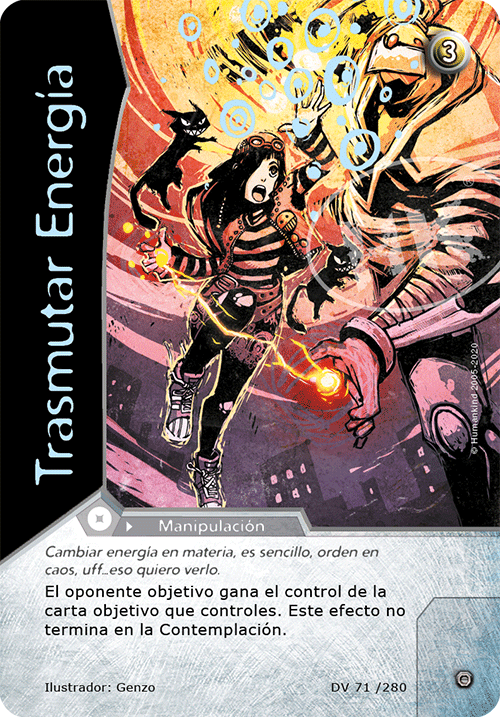 3
Trasmutar Energía
© Humankind 2005-2020
Manipulación
Cambiar energía en materia, es sencillo, orden en
caos, uff...eso quiero verlo.
El oponente objetivo gana el control de la
carta objetivo que controles. Este efecto no
termina en la Contemplación.
Ilustrador: Genzo
DV 71 /280